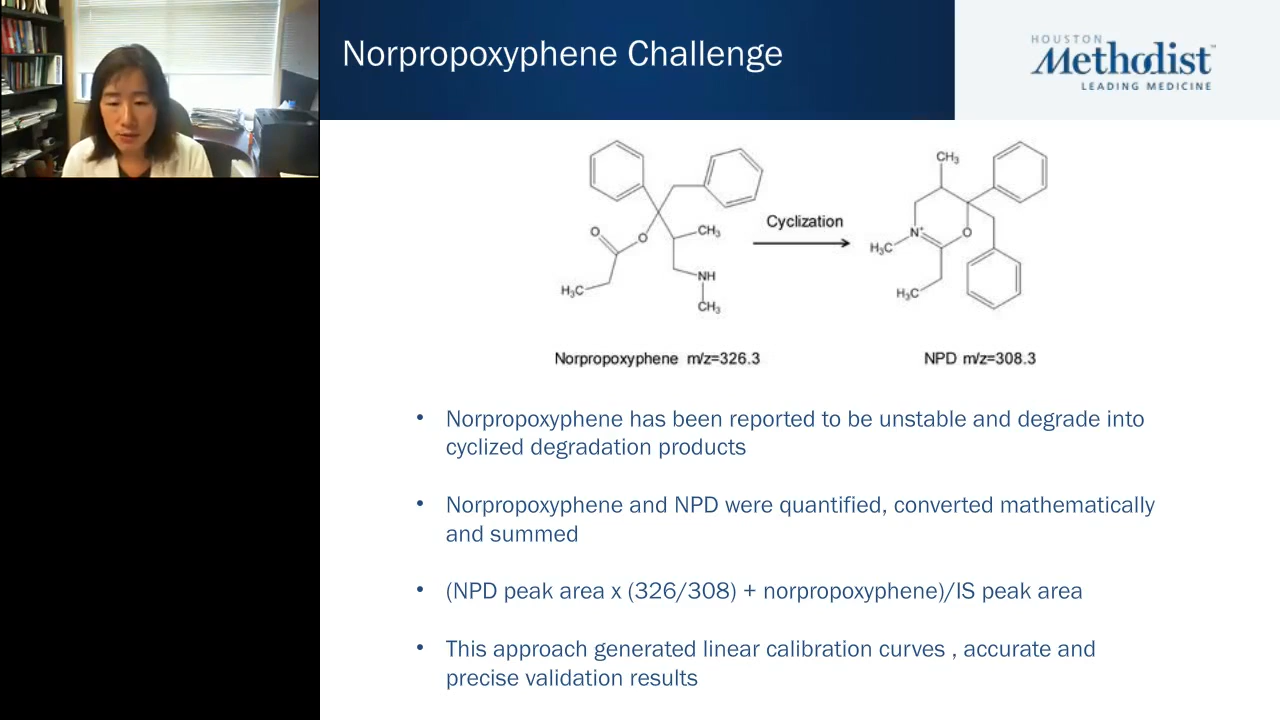 Norpropoxyphene Challenge
HOUSTON
Methodist™
LEADING MEDICINE
O
O
CH₃
NH
CH₃
H₃C
Cyclization
CH₃
N⁺
O
H₃C
H₃C
Norpropoxyphene m/z=326.3
NPD m/z=308.3
• Norpropoxyphene has been reported to be unstable and degrade into
cyclized degradation products
• Norpropoxyphene and NPD were quantified, converted mathematically
and summed
• (NPD peak area x (326/308) + norpropoxyphene)/IS peak area
• This approach generated linear calibration curves , accurate and
precise validation results